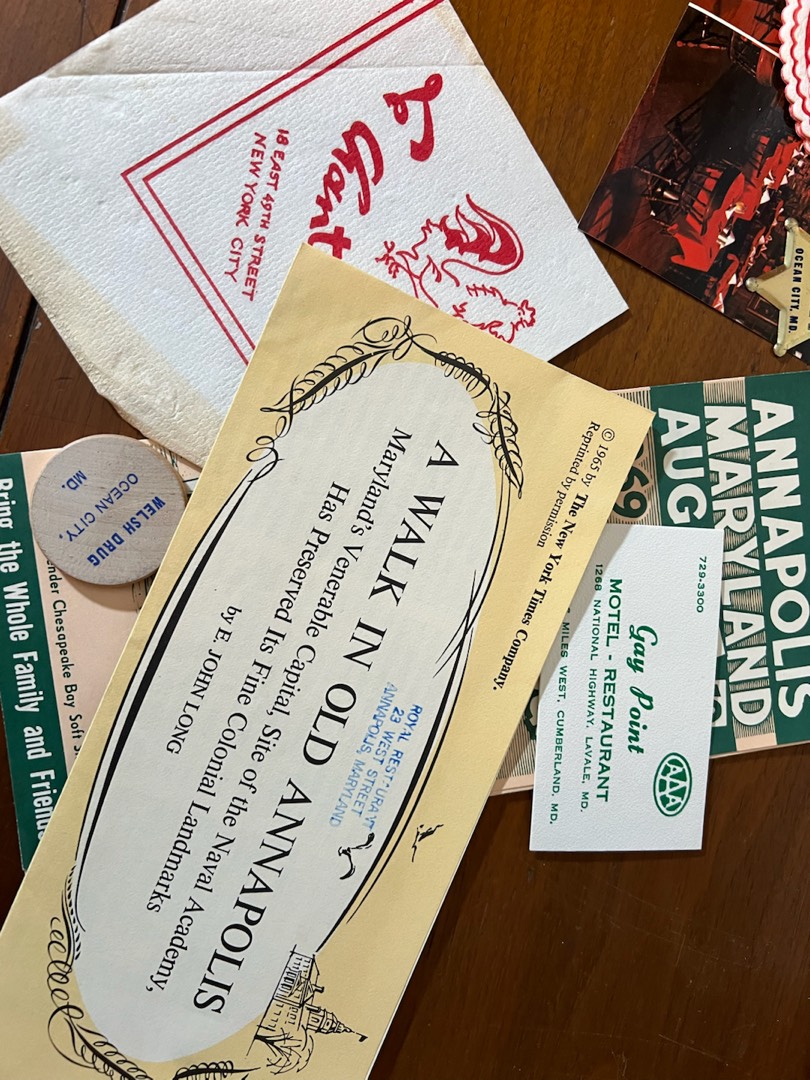 18 EAST 49TH STREET
NEW YORK CITY
OCEAN CITY, MD.
© 1965 by The New York Times Company.
Reprinted by permission
A WALK IN OLD ANNAPOLIS
Maryland's Venerable Capital, Site of the Naval Academy,
Has Preserved Its Fine Colonial Landmarks
by E. JOHN LONG
23 WEST STREET
ANNAPOLIS, MARYLAND
ANNAPOLIS
MARYLAND
AUG
729-3300
Gay Point
MOTEL - RESTAURANT
1268 NATIONAL HIGHWAY, LAVALE, MD.
MILES WEST, CUMBERLAND, MD.
AAA
WELSH DRUG
OCEAN CITY,
MD.
Chesapeake Bay Soft
Bring the Whole Family and